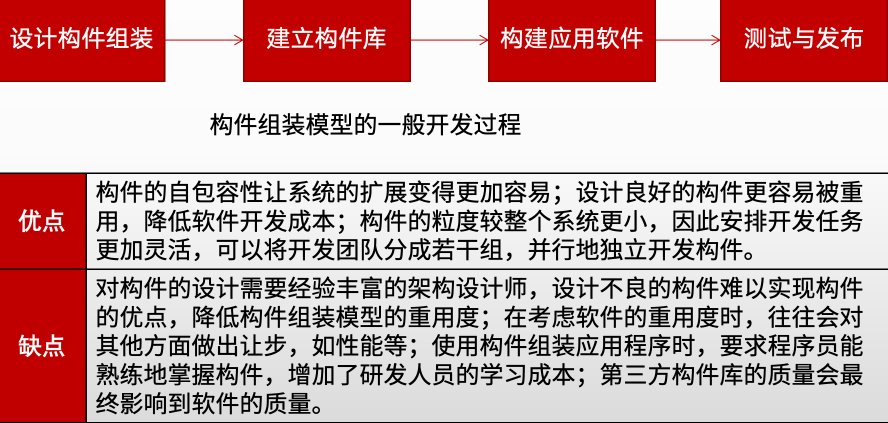 设计构件组装
建立构件库
构建应用软件
测试与发布
构件组装模型的一般开发过程
优点
构件的自包容性让系统的扩展变得更加容易；设计良好的构件更容易被重
用，降低软件开发成本；构件的粒度较整个系统更小，因此安排开发任务
更加灵活，可以将开发团队分成若干组，并行地独立开发构件。
缺点
对构件的设计需要经验丰富的架构设计师，设计不良的构件难以实现构件
的优点，降低构件组装模型的重用度；在考虑软件的重用度时，往往会对
其他方面做出让步，如性能等；使用构件组装应用程序时，要求程序员能
熟练地掌握构件，增加了研发人员的学习成本；第三方构件库的质量会最
终影响到软件的质量。